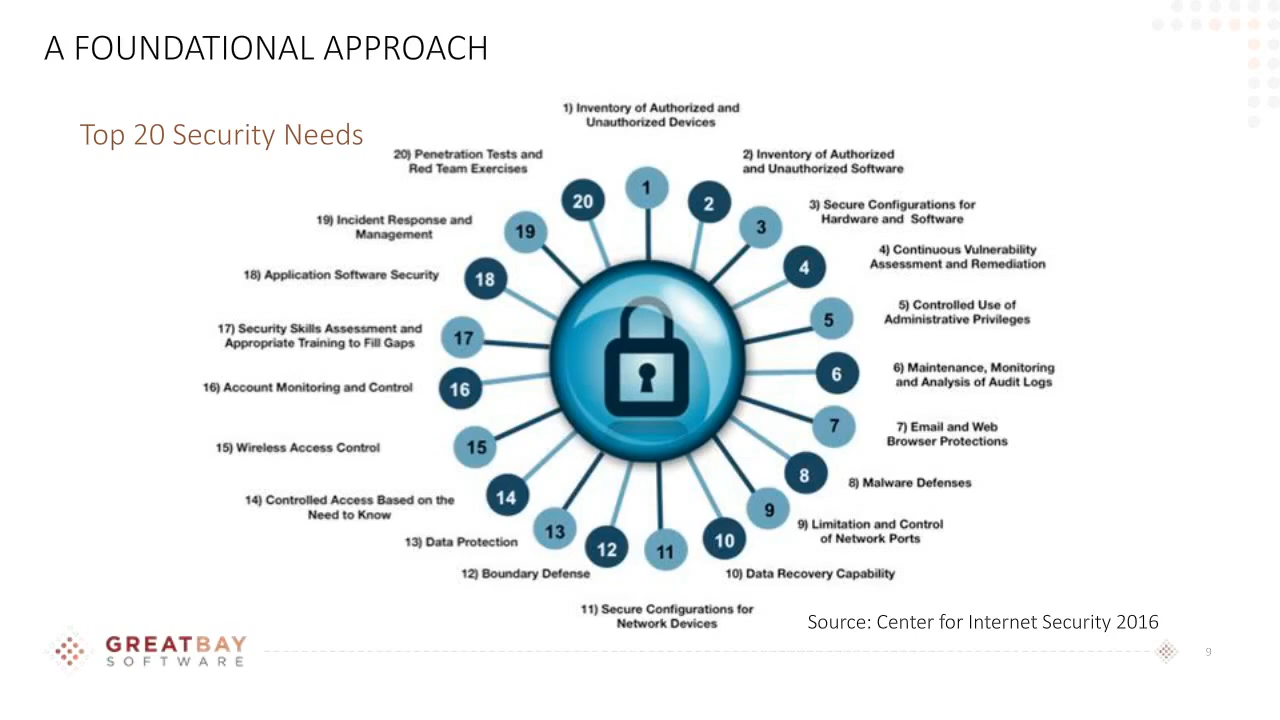 A FOUNDATIONAL APPROACH
Top 20 Security Needs
1) Inventory of Authorized and
Unauthorized Devices
2) Inventory of Authorized
and Unauthorized Software
3) Secure Configurations for
Hardware and Software
4) Continuous Vulnerability
Assessment and Remediation
5) Controlled Use of
Administrative Privileges
6) Maintenance, Monitoring
and Analysis of Audit Logs
7) Email and Web
Browser Protections
8) Malware Defenses
9) Limitation and Control
of Network Ports
10) Data Recovery Capability
11) Secure Configurations for
Network Devices
12) Boundary Defense
13) Data Protection
14) Controlled Access Based on the
Need to Know
15) Wireless Access Control
16) Account Monitoring and Control
17) Security Skills Assessment and
Appropriate Training to Fill Gaps
18) Application Software Security
19) Incident Response and
Management
20) Penetration Tests and
Red Team Exercises
1
2
3
4
5
6
7
8
9
10
11
12
13
14
15
16
17
18
19
20
Source: Center for Internet Security 2016
GREATBAY
SOFTWARE
9